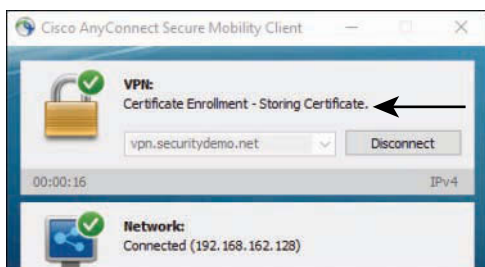 Cisco AnyConnect Secure Mobility Client
VPN:
Certificate Enrollment - Storing Certificate.
vpn.securitydemo.net
Disconnect
00:00:16
IPv4
Network:
Connected (192.168.162.128)